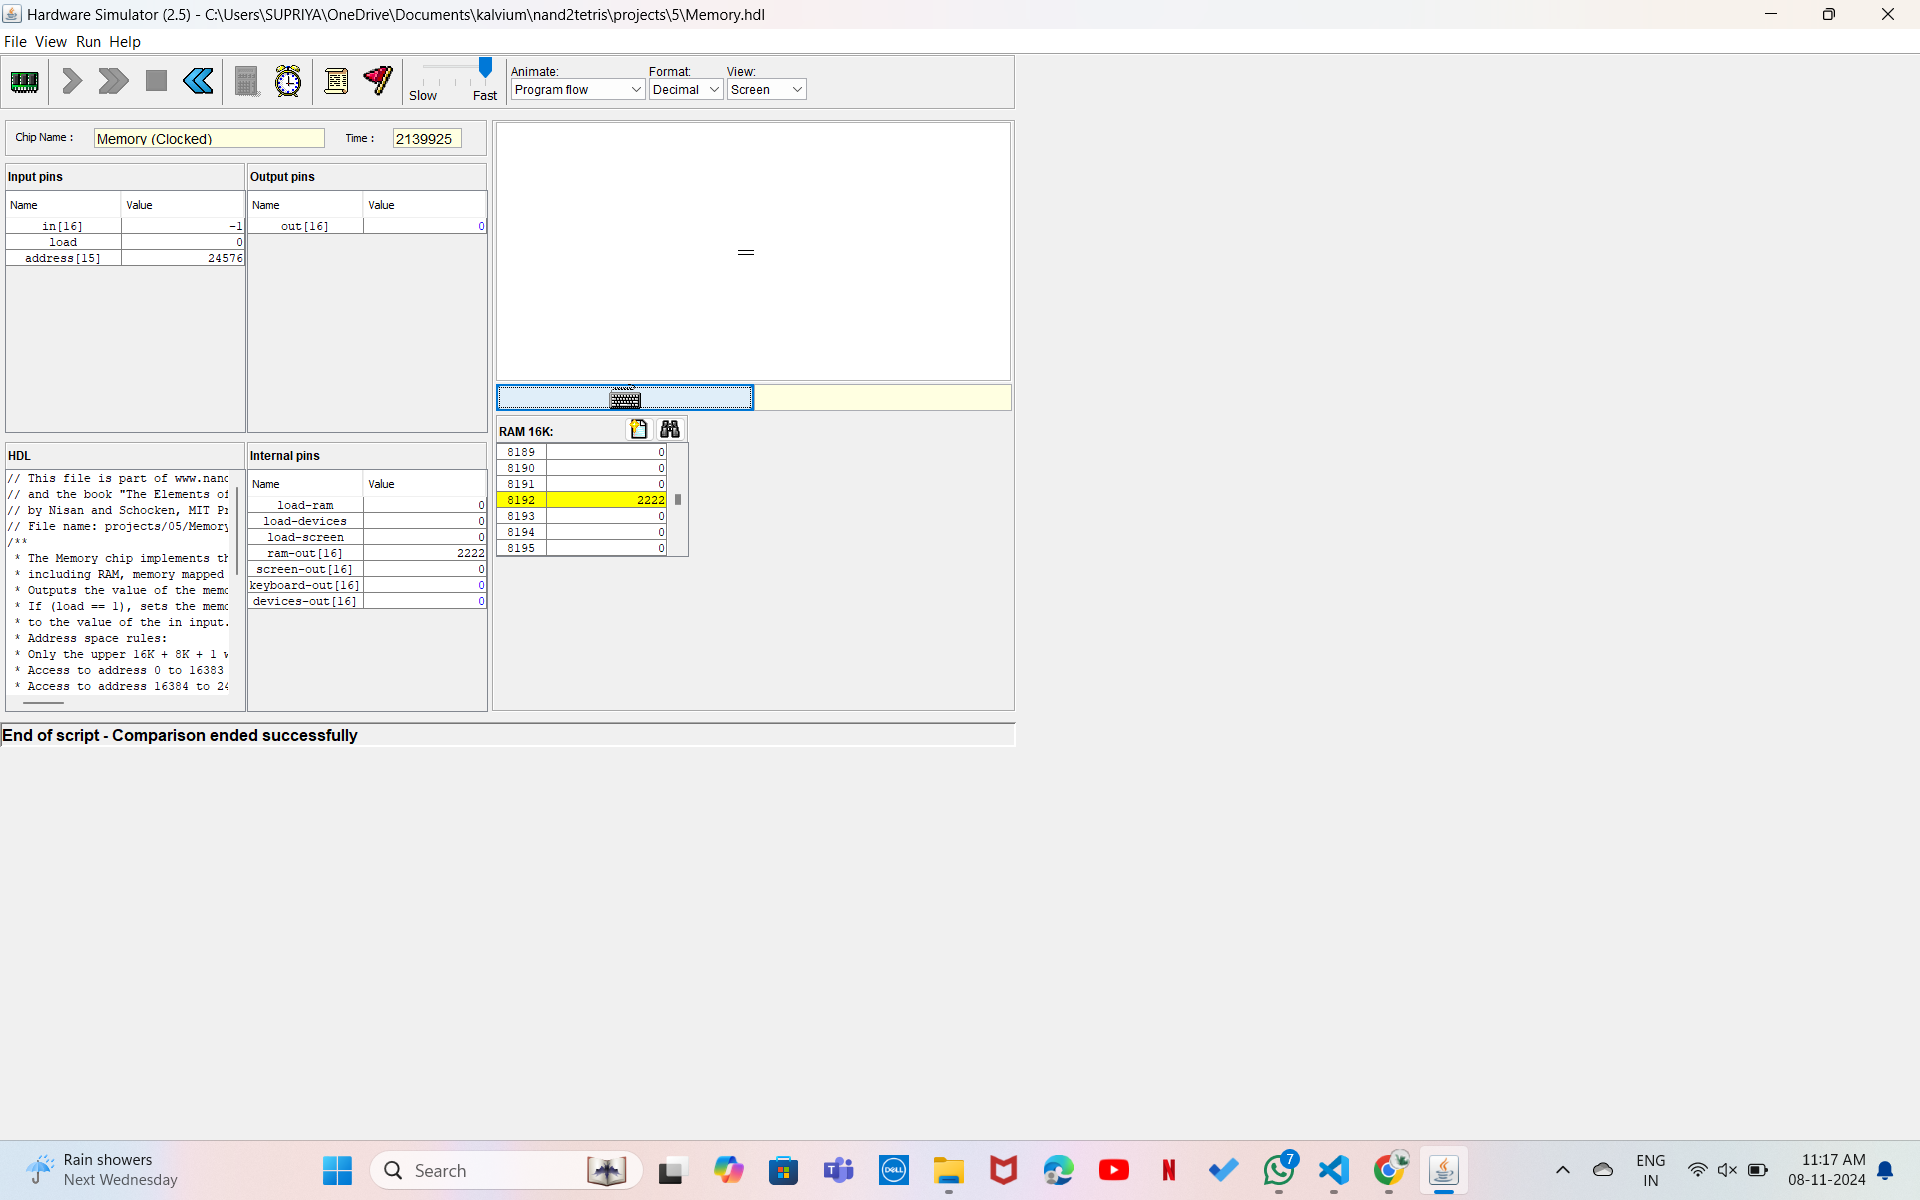 Hardware Simulator (2.5) - C:\Users\SUPRIYA\OneDrive\Documents\kalvium\nand2tetris\projects\5\Memory.hdl
File View Run Help
Slow Fast
Animate: Format: View:
Program flow Decimal Screen
Chip Name : Memory (Clocked) Time : 2139925
Input pins
Name Value
in[16] -1
load 0
address[15] 24576
Output pins
Name Value
out[16] 0
RAM 16K:
8189 0
8190 0
8191 0
8192 2222
8193 0
8194 0
8195 0
HDL
// This file is part of www.nand
// and the book "The Elements of
// by Nisan and Schocken, MIT Pr
// File name: projects/05/Memory
/**
* The Memory chip implements th
* including RAM, memory mapped
* Outputs the value of the memo
* If (load == 1), sets the memo
* to the value of the in input.
* Address space rules:
* Only the upper 16K + 8K + 1 w
* Access to address 0 to 16383
* Access to address 16384 to 24
Internal pins
Name Value
load-ram 0
load-devices 0
load-screen 0
ram-out[16] 2222
screen-out[16] 0
keyboard-out[16] 0
devices-out[16] 0
End of script - Comparison ended successfully
Rain showers
Next Wednesday
Search
DELL
N
7
ENG
IN
11:17 AM
08-11-2024